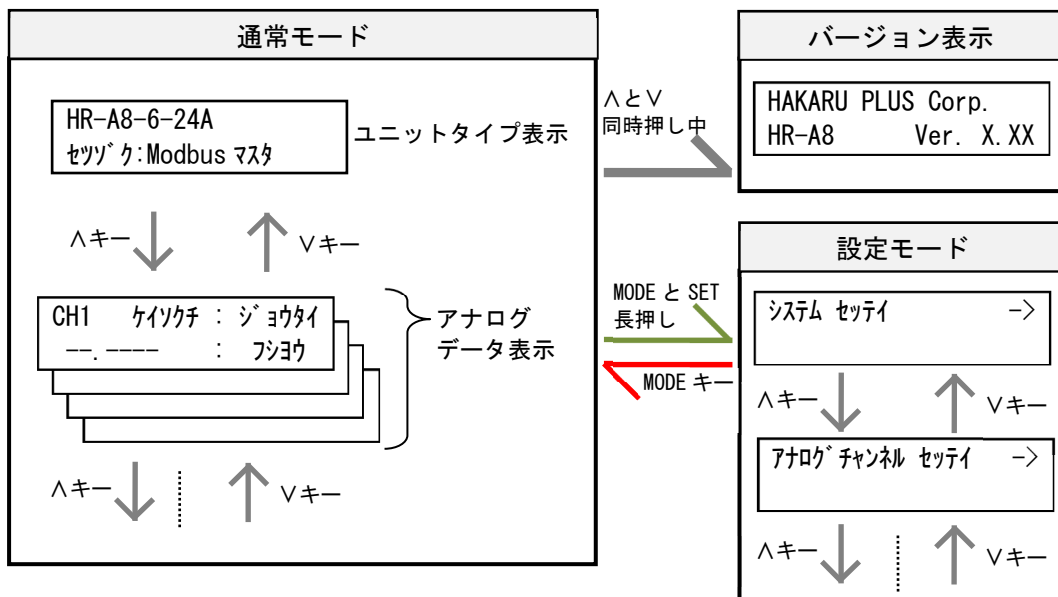 通常モード
HR-A8-6-24A
ｾﾂｿﾞｸ:Modbus ﾏｽﾀ
ユニットタイプ表示
∧キー
∨キー
CH1 ｹｲｿｸﾁ : ｼﾞｮｳﾀｲ
--.---- : ﾌｼﾖｳ
アナログ
データ表示
∧キー
∨キー
∧と∨
同時押し中
バージョン表示
HAKARU PLUS Corp.
HR-A8 Ver. X.XX
MODE と SET
長押し
MODE キー
設定モード
ｼｽﾃﾑ ｾｯﾃｲ ->
∧キー
∨キー
ｱﾅﾛｸﾞ ﾁｬﾝﾈﾙ ｾｯﾃｲ ->
∧キー
∨キー